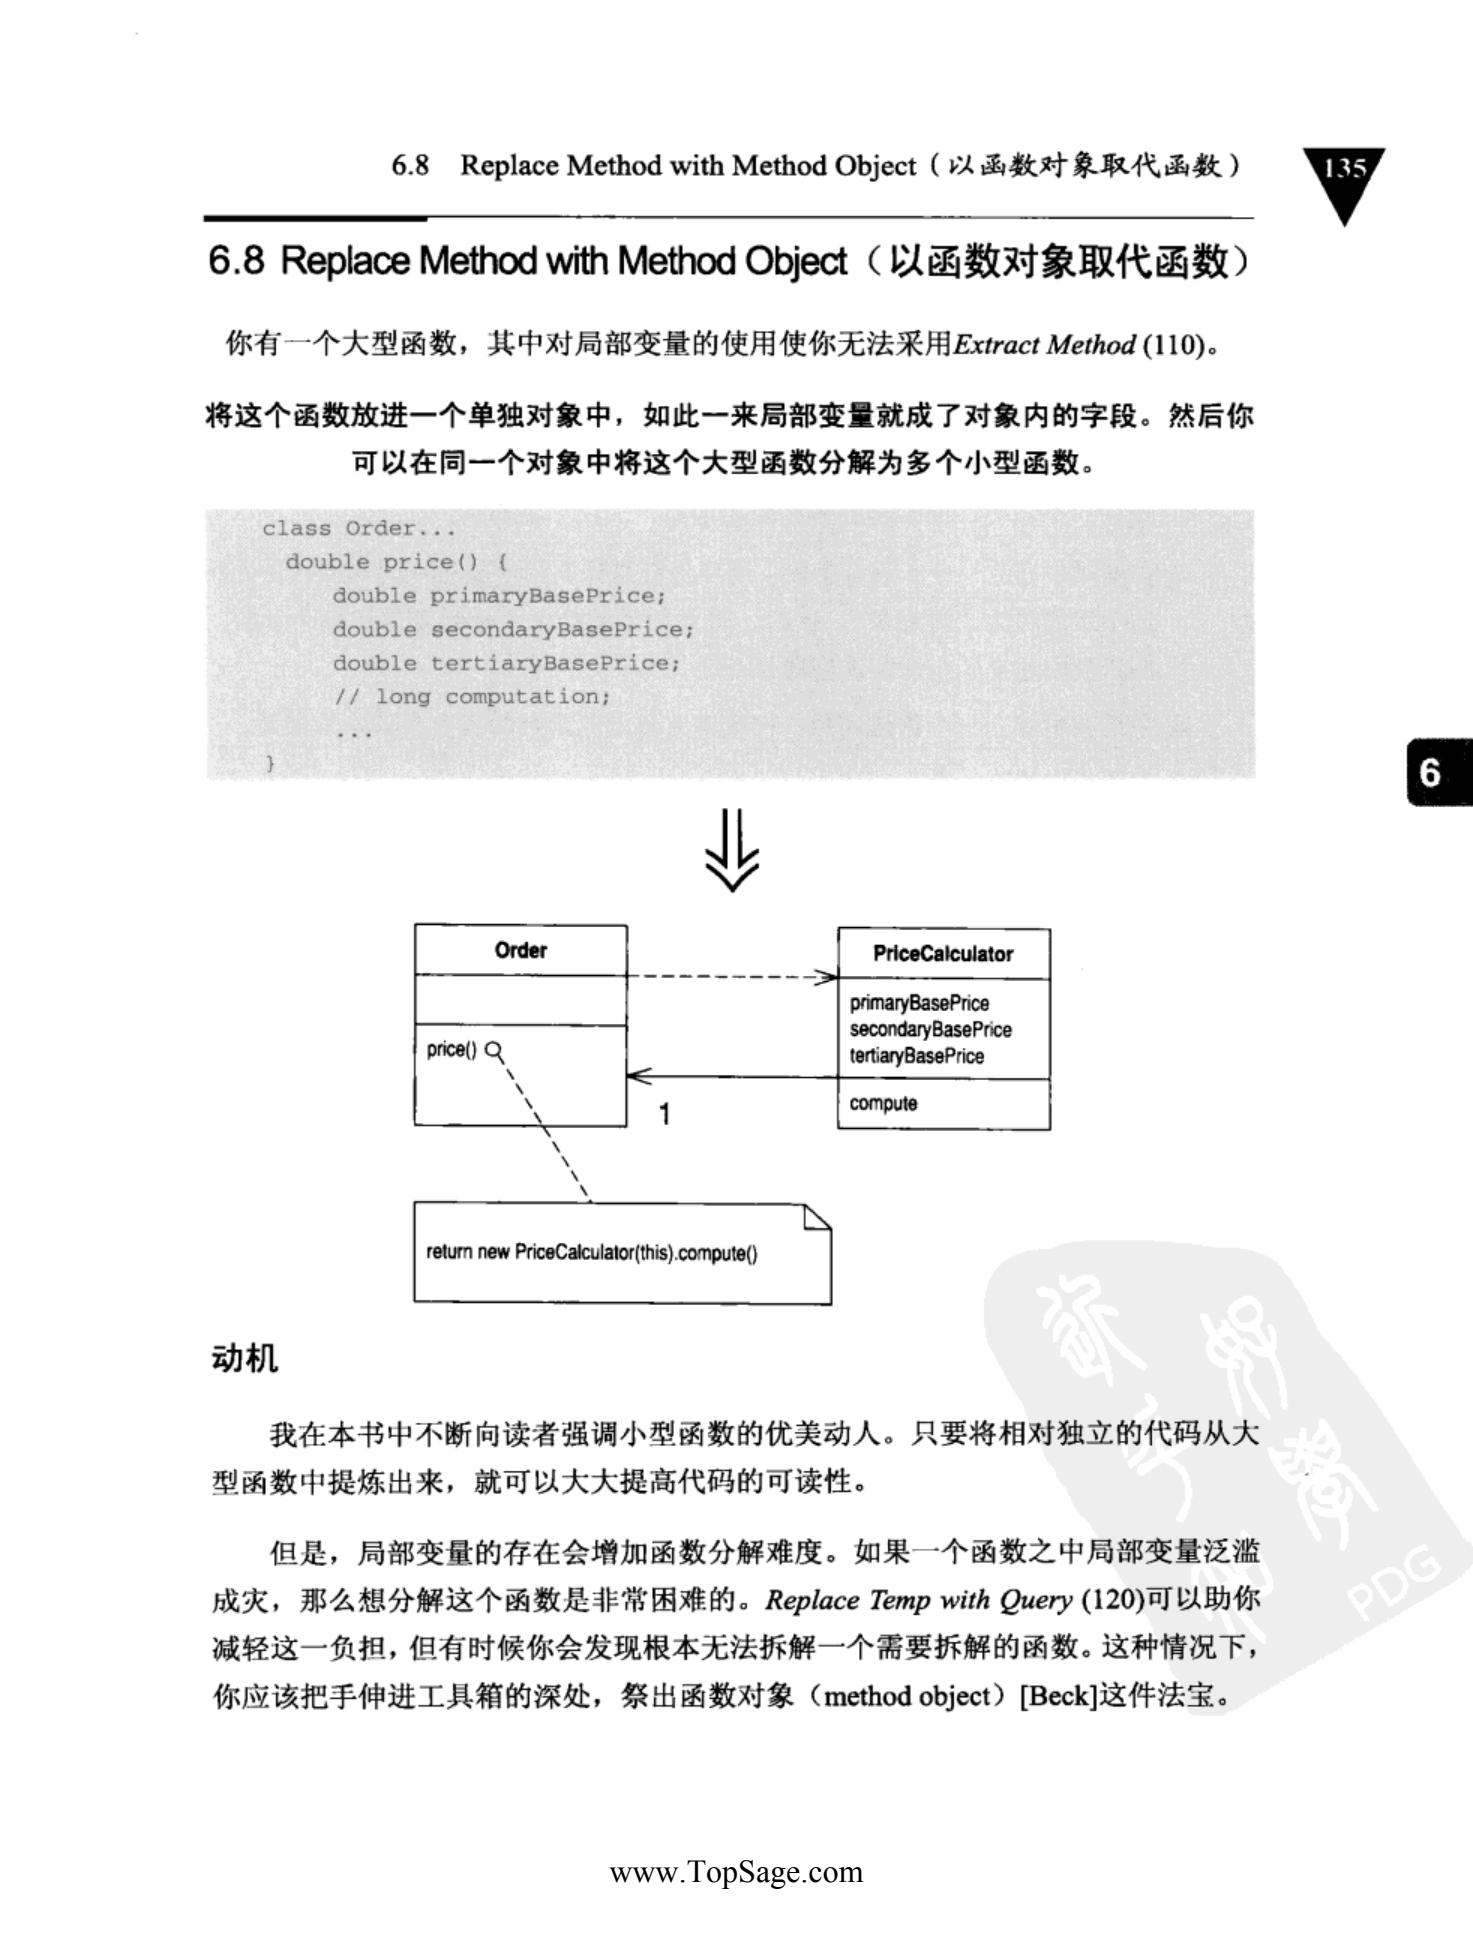 6.8 Replace Method with Method Object（以函数对象取代函数）
135
6.8 Replace Method with Method Object（以函数对象取代函数）
你有一个大型函数，其中对局部变量的使用使你无法采用Extract Method (110)。
将这个函数放进一个单独对象中，如此一来局部变量就成了对象内的字段。然后你
可以在同一个对象中将这个大型函数分解为多个小型函数。
class Order...
double price() {
double primaryBasePrice;
double secondaryBasePrice;
double tertiaryBasePrice;
// long computation;
...
}
6
Order
PriceCalculator
primaryBasePrice
secondaryBasePrice
tertiaryBasePrice
price()
compute
1
return new PriceCalculator(this).compute()
动机
我在本书中不断向读者强调小型函数的优美动人。只要将相对独立的代码从大
型函数中提炼出来，就可以大大提高代码的可读性。
但是，局部变量的存在会增加函数分解难度。如果一个函数之中局部变量泛滥
成灾，那么想分解这个函数是非常困难的。Replace Temp with Query (120)可以助你
减轻这一负担，但有时候你会发现根本无法拆解一个需要拆解的函数。这种情况下，
你应该把手伸进工具箱的深处，祭出函数对象（method object）[Beck]这件法宝。
PDG
www.TopSage.com